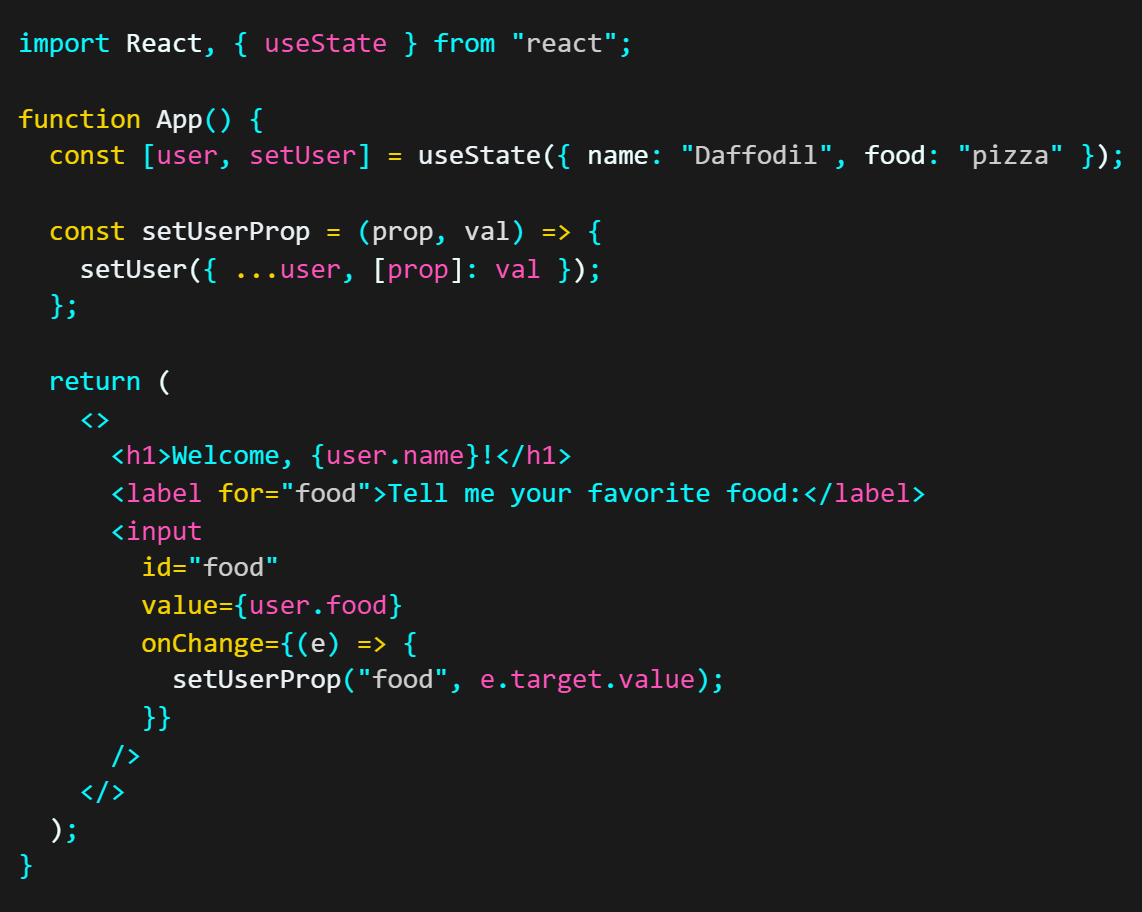 import React, { useState } from "react";
function App() {
  const [user, setUser] = useState({ name: "Daffodil", food: "pizza" });
  const setUserProp = (prop, val) => {
    setUser({ ...user, [prop]: val });
  };
  return (
    <>
      <h1>Welcome, {user.name}!</h1>
      <label for="food">Tell me your favorite food:</label>
      <input
        id="food"
        value={user.food}
        onChange={(e) => {
          setUserProp("food", e.target.value);
        }}
      />
    </>
  );
}